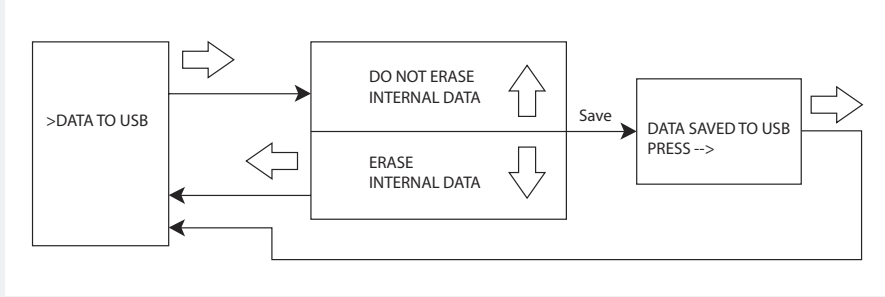 >DATA TO USB
DO NOT ERASE
INTERNAL DATA
ERASE
INTERNAL DATA
Save
DATA SAVED TO USB
PRESS -->